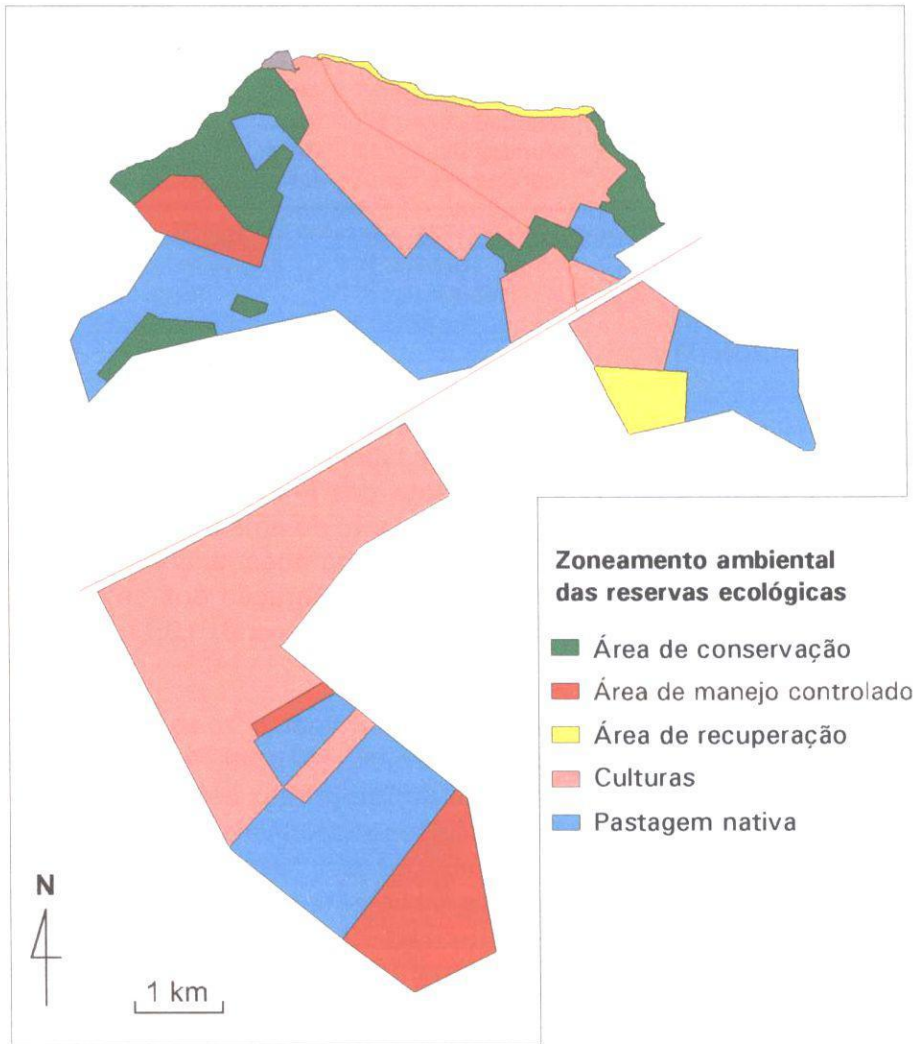 Zoneamento ambiental
das reservas ecológicas
Área de conservação
Área de manejo controlado
Área de recuperação
Culturas
Pastagem nativa
N
1 km